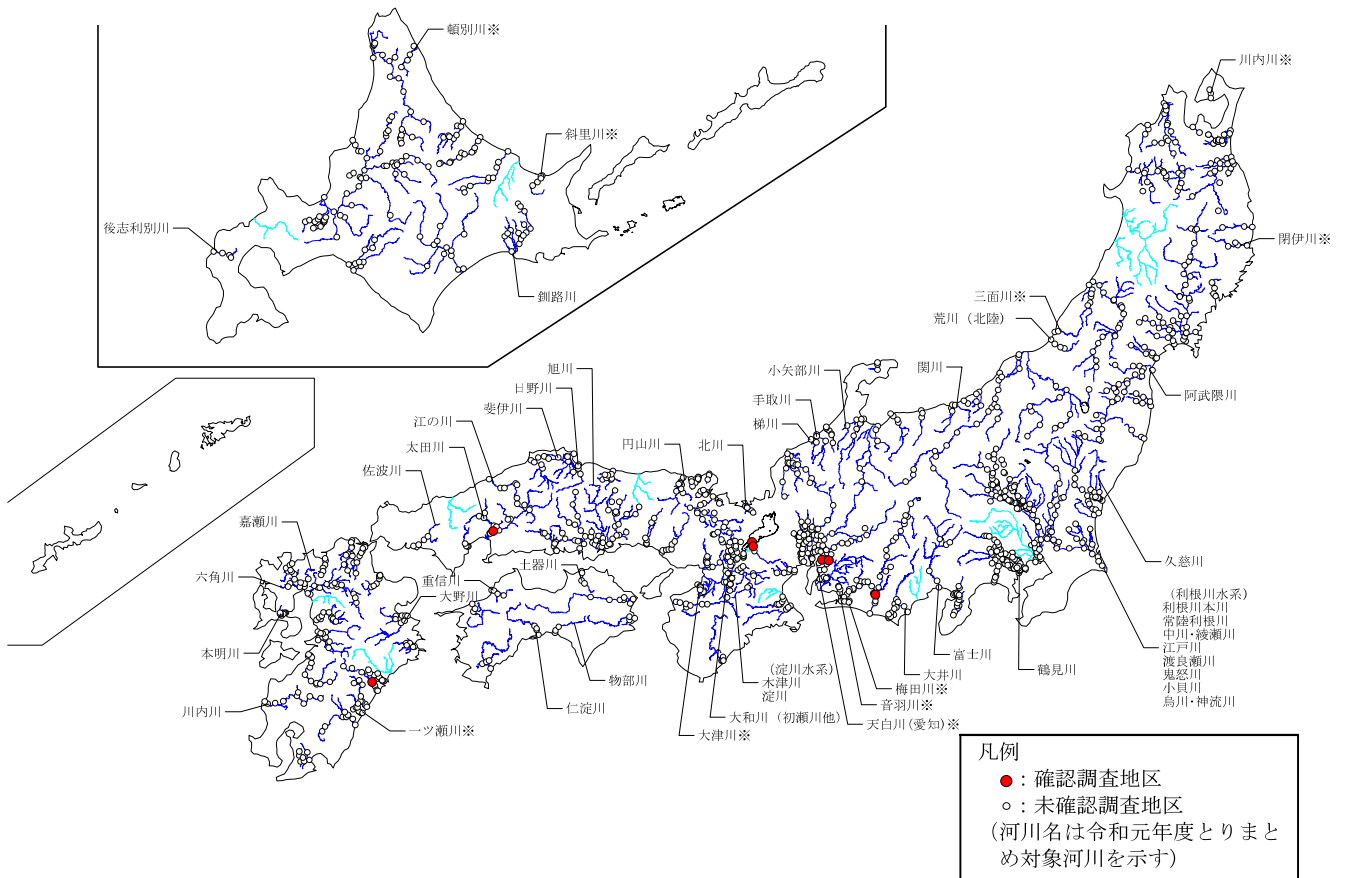 頓別川※
川内川※
斜里川※
後志利別川
閉伊川※
釧路川
三面川※
荒川（北陸）
旭川
日野川
斐伊川
江の川
太田川
佐波川
円山川
北川
小矢部川
手取川
梯川
関川
阿武隈川
嘉瀬川
六角川
重信川
大野川
土器川
本明川
川内川
一ツ瀬川※
物部川
仁淀川
（淀川水系）
木津川
淀川
大和川（初瀬川他）
大津川※
天白川(愛知)※
音羽川※
梅田川※
大井川
富士川
鶴見川
久慈川
（利根川水系）
利根川本川
常陸利根川
中川・綾瀬川
江戸川
渡良瀬川
鬼怒川
小貝川
烏川・神流川
凡例
：確認調査地区
：未確認調査地区
（河川名は令和元年度とりまと
め対象河川を示す）